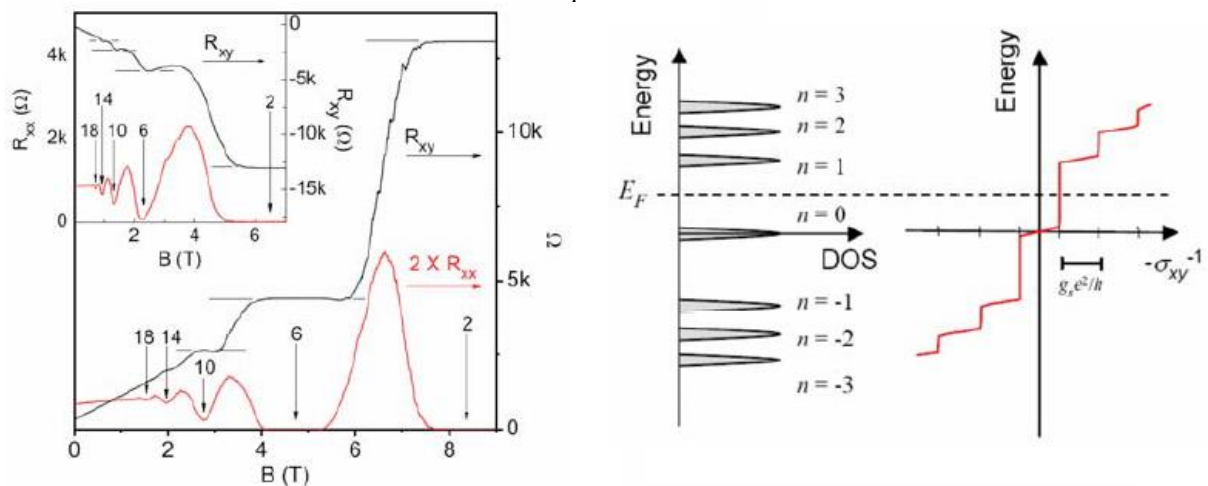 0
4k
R_xy
-5k
R_xx (Ω)
14
2
2k
18 10 6
-10k
R_xy (Ω)
-15k
0
2 4 6
B (T)
R_xy
10k
Ω
2 X R_xx
5k
18 14
6
2
10
0
0 2 4 6 8
B (T)
Energy
n = 3
n = 2
n = 1
E_F
n = 0
DOS
n = -1
n = -2
n = -3
Energy
-σ_xy^-1
g_s e^2/h